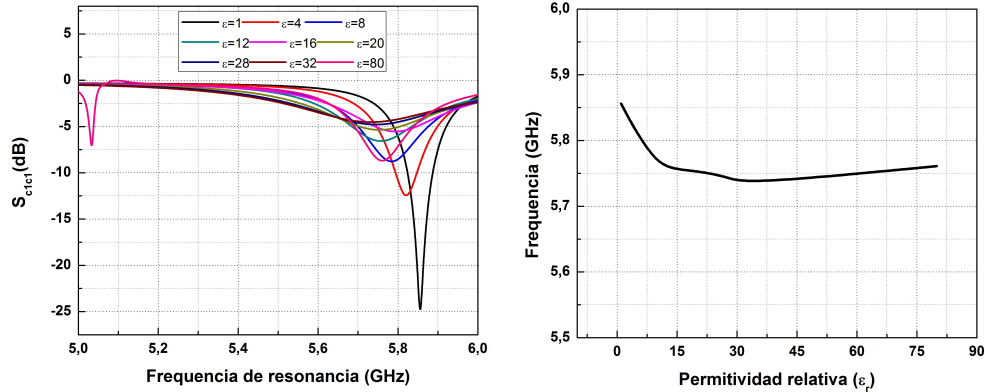 ε=1 ε=4 ε=8
ε=12 ε=16 ε=20
ε=28 ε=32 ε=80
5
0
-5
-10
-15
-20
-25
S_c1c1(dB)
5,0 5,2 5,4 5,6 5,8 6,0
Frequencia de resonancia (GHz)
6,0
5,9
5,8
5,7
5,6
5,5
Frequencia (GHz)
0 15 30 45 60 75 90
Permitividad relativa (ε_r)